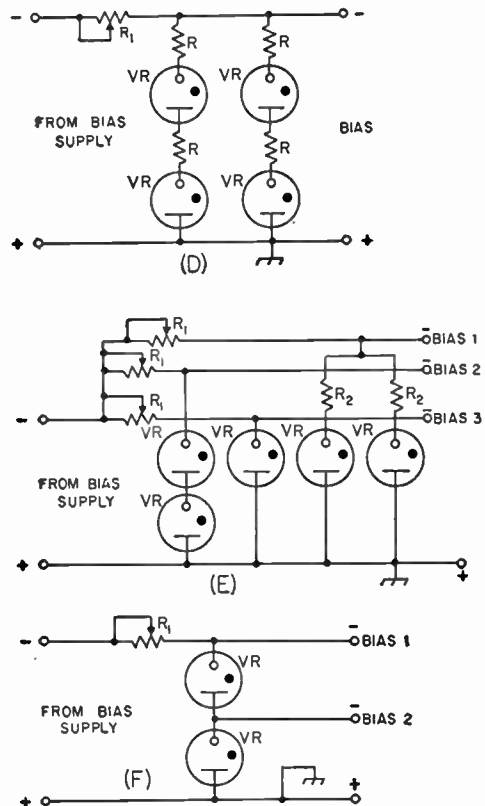 - R₁ -
R R
VR VR
FROM BIAS SUPPLY BIAS
R R
VR VR
+ +
(D)
R₁ - BIAS 1
R₁ - BIAS 2
R₂ R₂
R₁ - BIAS 3
-
VR VR VR VR
FROM BIAS SUPPLY
VR
+ +
(E)
- R₁ - BIAS 1
VR
FROM BIAS SUPPLY
- BIAS 2
VR
+ (F) +